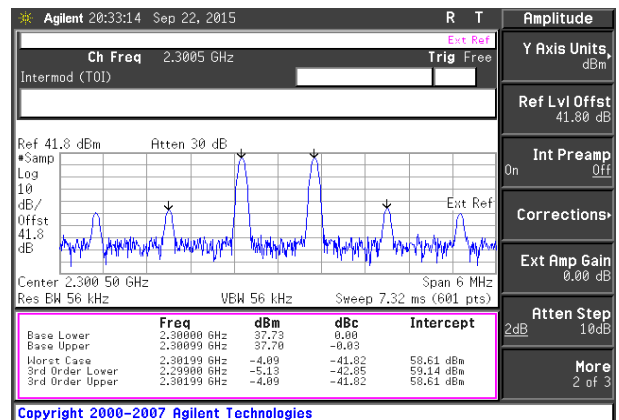 Agilent 20:33:14 Sep 22, 2015 R T
Amplitude
Ext Ref
Ch Freq 2.3005 GHz Trig Free
Intermod (TOI)
Y Axis Units
dBm
Ref Lvl Offst
41.80 dB
Int Preamp
On Off
Corrections
Ext Amp Gain
0.00 dB
Atten Step
2dB 10dB
More
2 of 3
Ref 41.8 dBm Atten 30 dB
#Samp
Log
10
dB/
Offst
41.8
dB
Ext Ref
Center 2.300 50 GHz Span 6 MHz
Res BW 56 kHz VBW 56 kHz Sweep 7.32 ms (601 pts)
Freq dBm dBc Intercept
Base Lower 2.30000 GHz 37.73 0.00
Base Upper 2.30099 GHz 37.70 -0.03
Worst Case 2.30199 GHz -4.09 -41.82 58.61 dBm
3rd Order Lower 2.29900 GHz -5.13 -42.85 59.14 dBm
3rd Order Upper 2.30199 GHz -4.09 -41.82 58.61 dBm
Copyright 2000-2007 Agilent Technologies